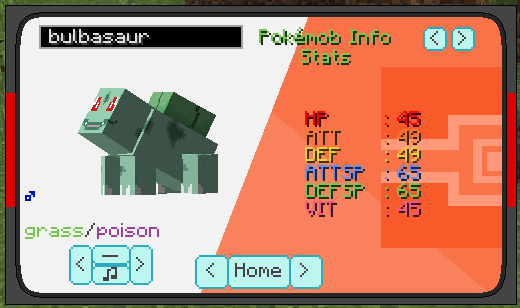 bulbasaur
Pokémob Info
< >
Stats
HP : 45
ATT : 49
DEF : 49
ATTSP : 65
DEFSP : 65
VIT : 45
grass/poison
< — >
♫
< Home >